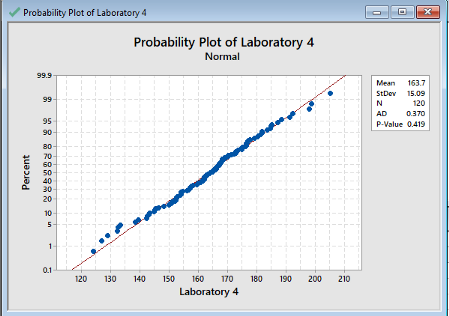 Probability Plot of Laboratory 4
Probability Plot of Laboratory 4
Normal
Mean 163.7
StDev 15.09
N 120
AD 0.370
P-Value 0.419
Percent
99.9
99
95
90
80
70
60
50
40
30
20
10
5
1
0.1
120 130 140 150 160 170 180 190 200 210
Laboratory 4